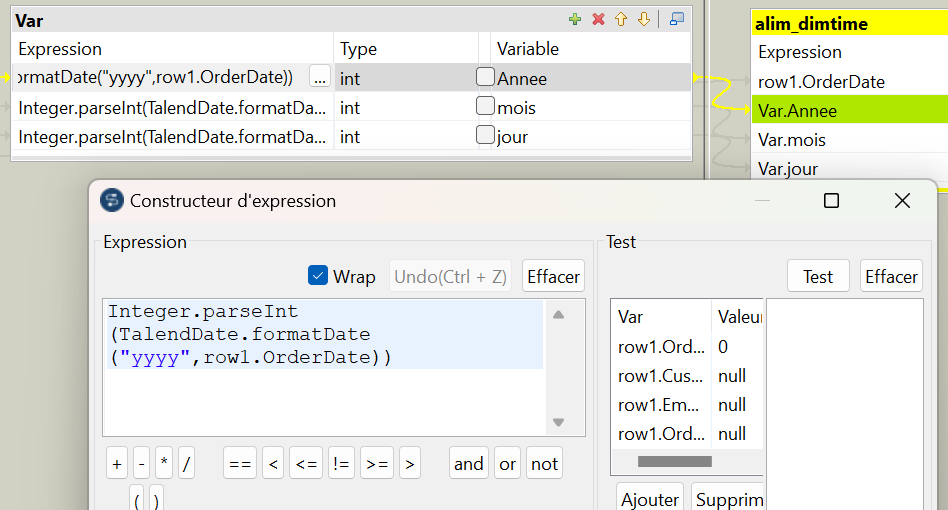 Var
Expression Type Variable
ormatDate("yyyy",row1.OrderDate)) ... int Annee
Integer.parseInt(TalendDate.formatDa... int mois
Integer.parseInt(TalendDate.formatDa... int jour
alim_dimtime
Expression
row1.OrderDate
Var.Annee
Var.mois
Var.jour
Constructeur d'expression
Expression
Wrap Undo(Ctrl + Z) Effacer
Integer.parseInt
(TalendDate.formatDate
("yyyy",row1.OrderDate))
+ - * / == < <= != >= > and or not
( )
Test
Test Effacer
Var Valeu
row1.Ord... 0
row1.Cus... null
row1.Em... null
row1.Ord... null
Ajouter Supprim